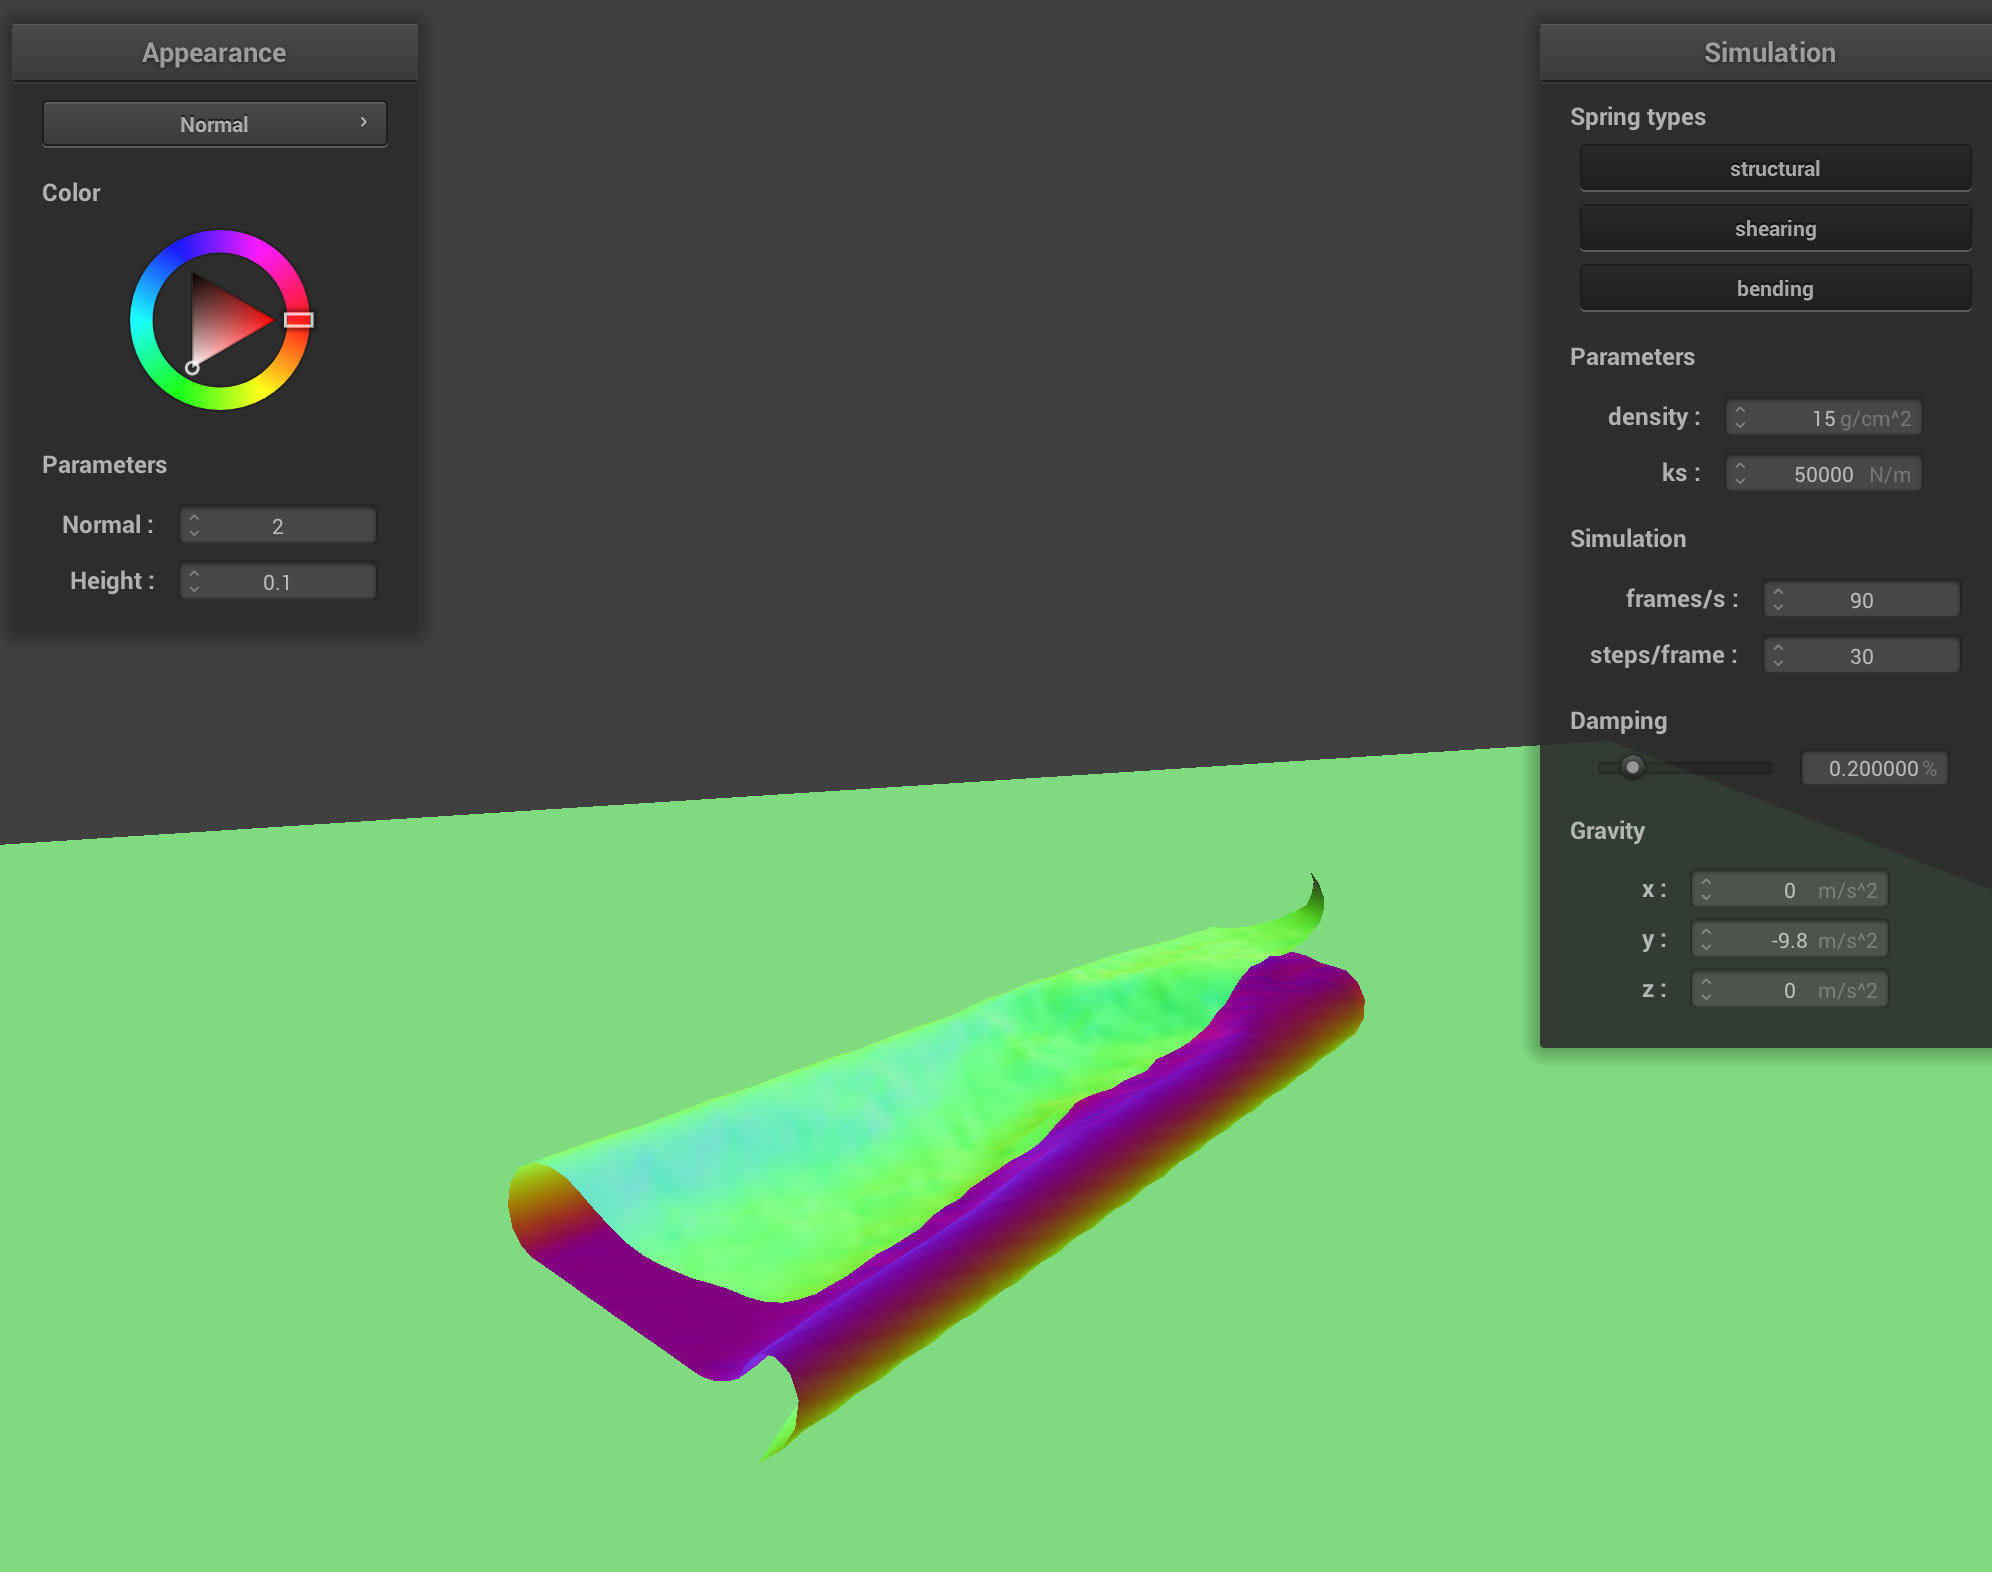 Appearance
Normal
Color
Parameters
Normal : 2
Height : 0.1
Simulation
Spring types
structural
shearing
bending
Parameters
density : 15 g/cm^2
ks : 50000 N/m
Simulation
frames/s : 90
steps/frame : 30
Damping
0.200000 %
Gravity
x : 0 m/s^2
y : -9.8 m/s^2
z : 0 m/s^2